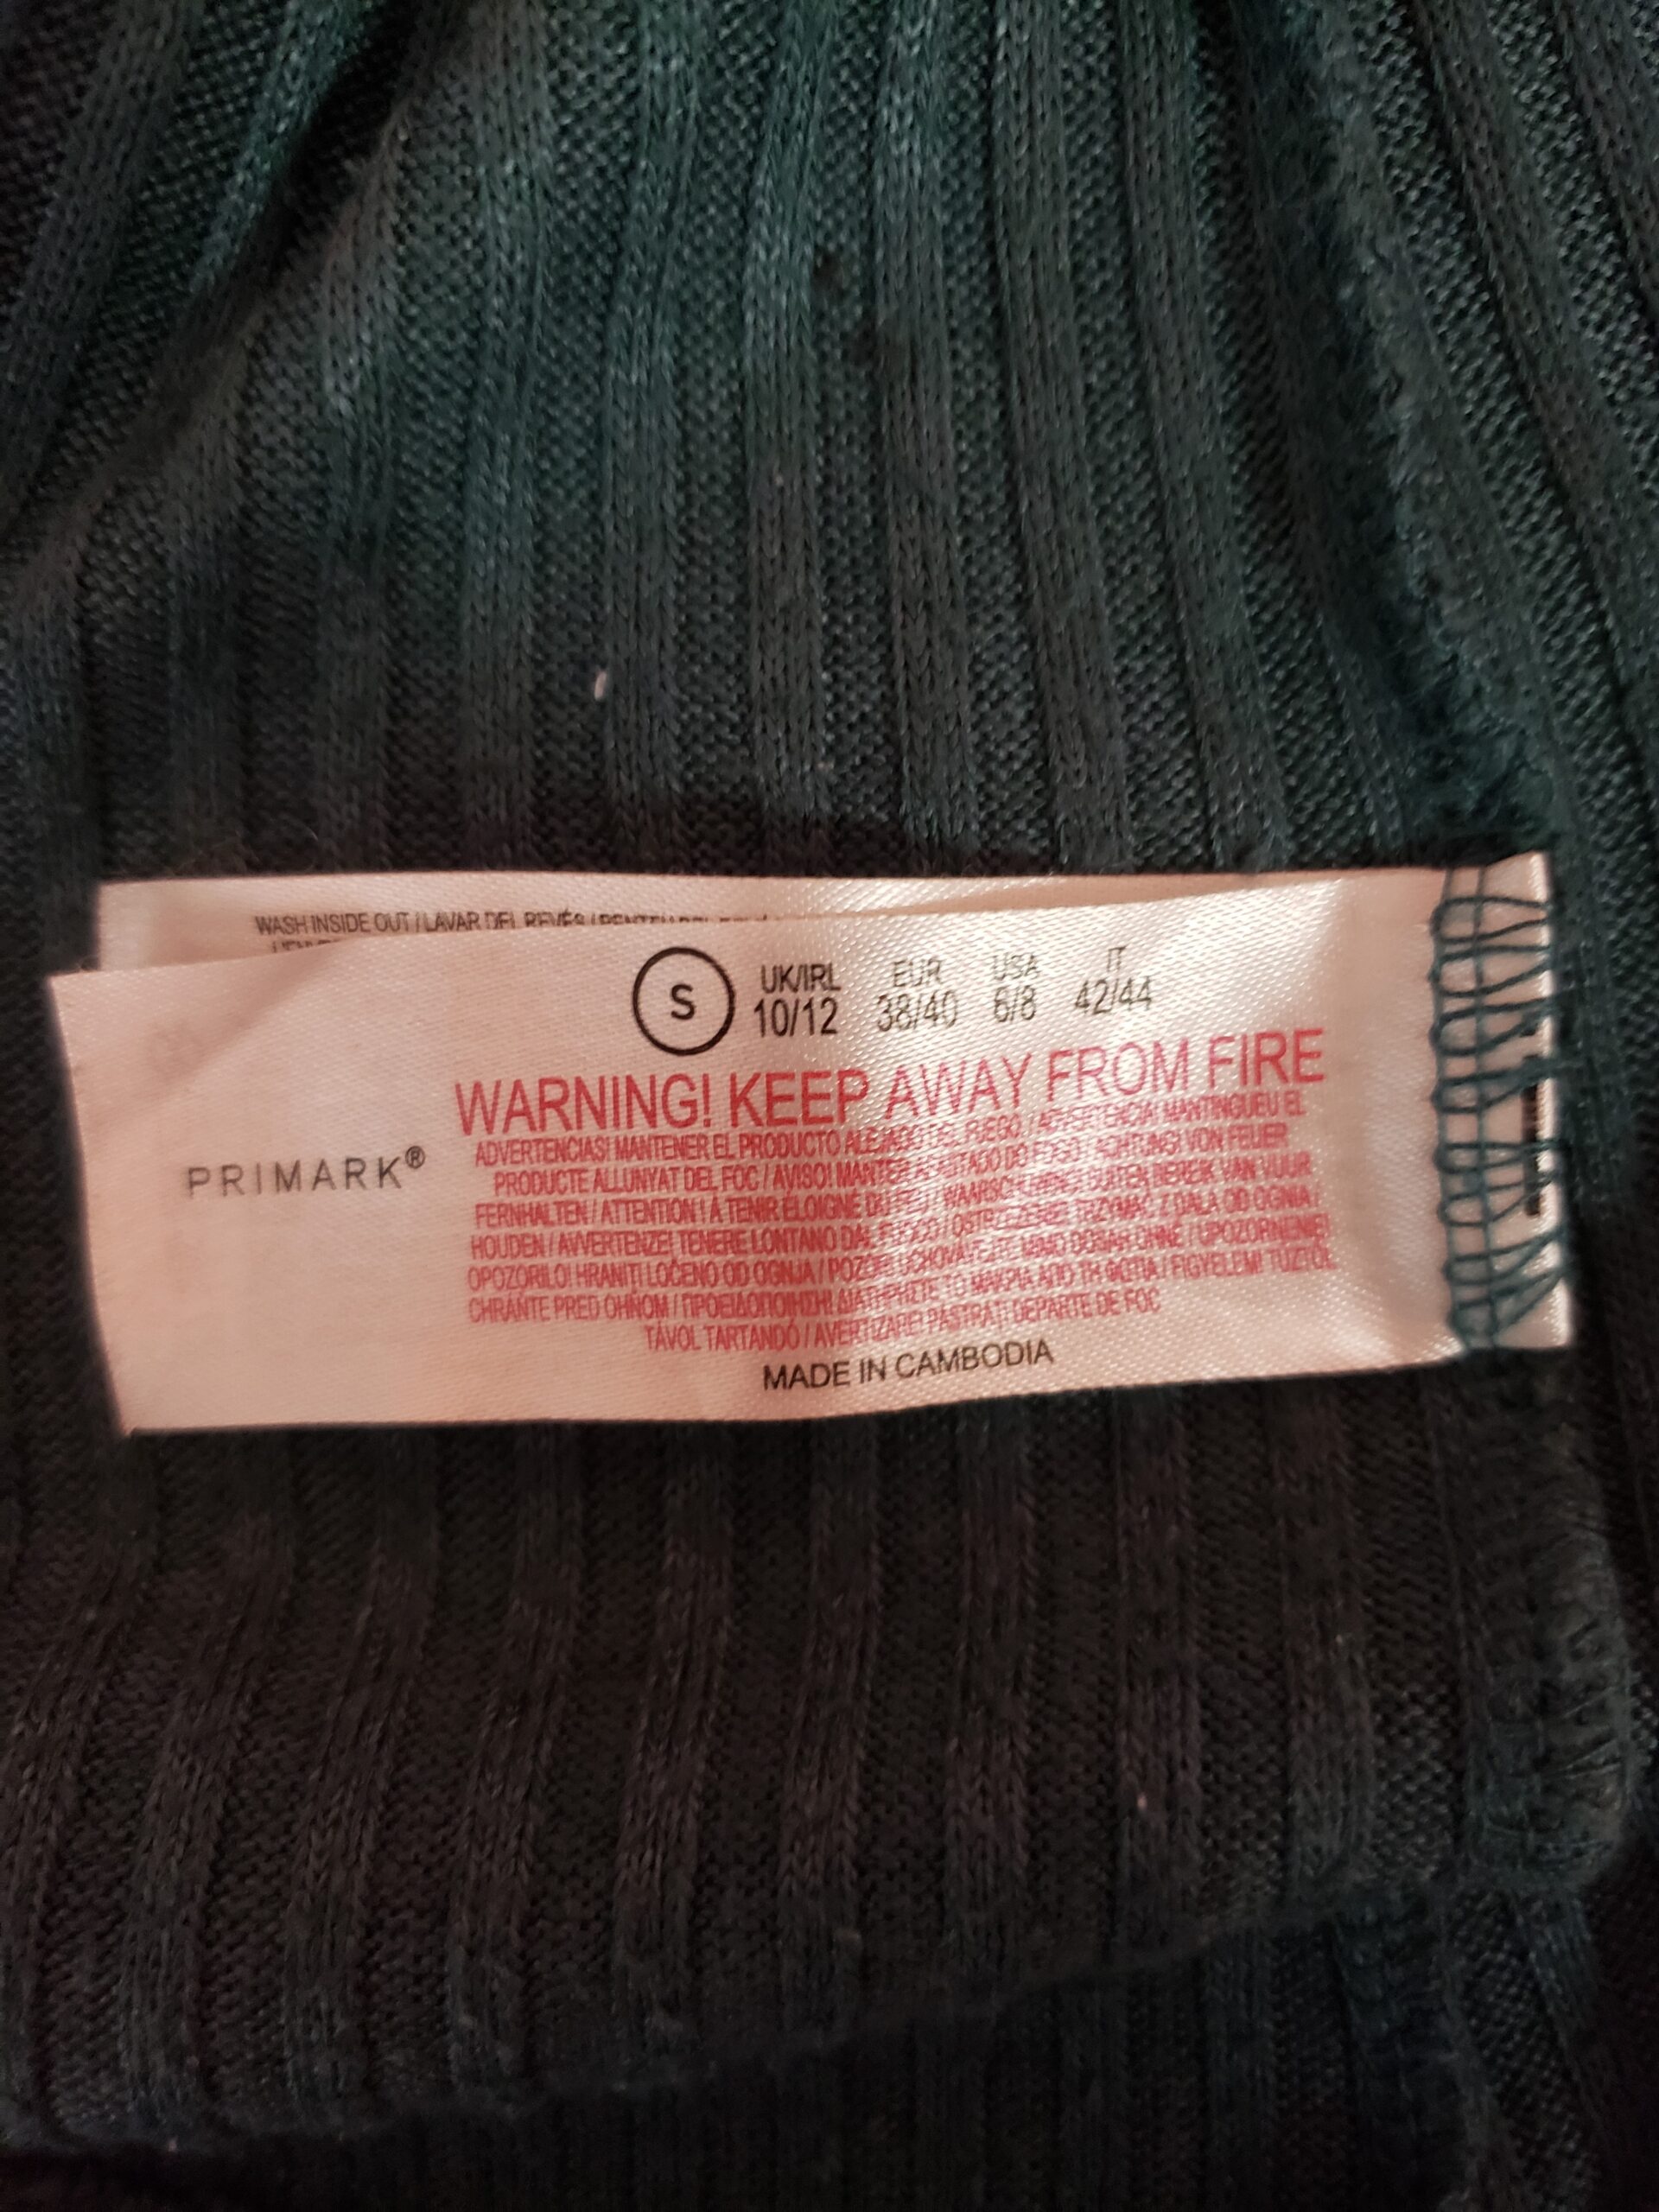 WASH INSIDE OUT / LAVAR DEL REVÉS /
S UK/IRL EUR USA IT
10/12 38/40 6/8 42/44
WARNING! KEEP AWAY FROM FIRE
ADVERTENCIAS! MANTENER EL PRODUCTO ALEJADO DEL FUEGO / ADVERTENCIA! MANTINGUEU EL
PRODUCTE ALLUNYAT DEL FOC / AVISO! MANTER AFASTADO DO FOGO / ACHTUNG! VON FEUER
FERNHALTEN / ATTENTION ! À TENIR ÉLOIGNÉ DU FEU / WAARSCHUWING! BUITEN BEREIK VAN VUUR
HOUDEN / AVVERTENZE! TENERE LONTANO DAL FUOCO / OSTRZEŻENIE! TRZYMAĆ Z DALA OD OGNIA /
OPOZORILO! HRANITI LOČENO OD OGNJA / POZOR! UCHOVÁVEJTE MIMO DOSAH OHNĚ / UPOZORNENIE!
CHRÁŇTE PRED OHŇOM / ΠΡΟΕΙΔΟΠΟΙΗΣΗ! ΔΙΑΤΗΡΗΣΤΕ ΤΟ ΜΑΚΡΙΑ ΑΠΟ ΤΗ ΦΩΤΙΑ / FIGYELEM! TŰZTŐL
TÁVOL TARTANDÓ / AVERTIZARE! PĂSTRAȚI DEPARTE DE FOC
PRIMARK®
MADE IN CAMBODIA